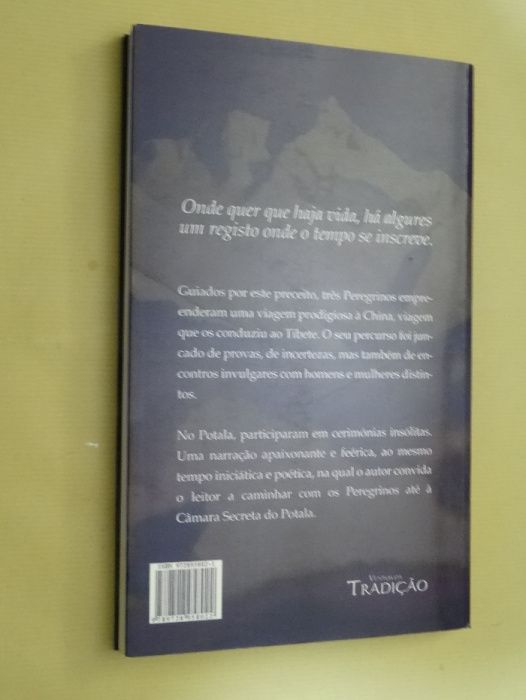 Onde quer que haja vida, há algures
um registo onde o tempo se inscreve.
Guiados por este preceito, três Peregrinos empre-
enderam uma viagem prodigiosa à China, viagem
que os conduziu ao Tibete. O seu percurso foi jun-
cado de provas, de incertezas, mas também de en-
contros invulgares com homens e mulheres distin-
tos.
No Potala, participaram em cerimónias insólitas.
Uma narração apaixonante e feérica, ao mesmo
tempo iniciática e poética, na qual o autor convida
o leitor a caminhar com os Peregrinos até à
Câmara Secreta do Potala.
ISBN
TRADIÇÃO